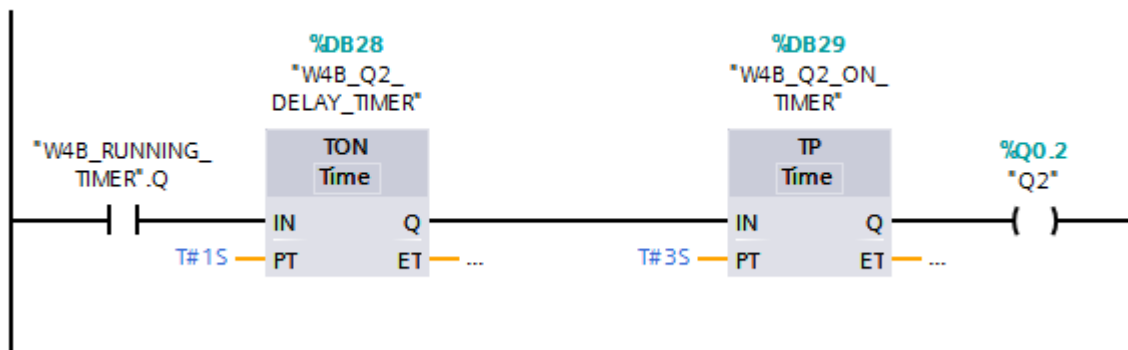 %DB28
"W4B_Q2_
DELAY_TIMER"
%DB29
"W4B_Q2_ON_
TIMER"
"W4B_RUNNING_
TIMER".Q
TON
Time
TP
Time
%Q0.2
"Q2"
IN Q
IN Q
T#1S PT ET ...
T#3S PT ET ...